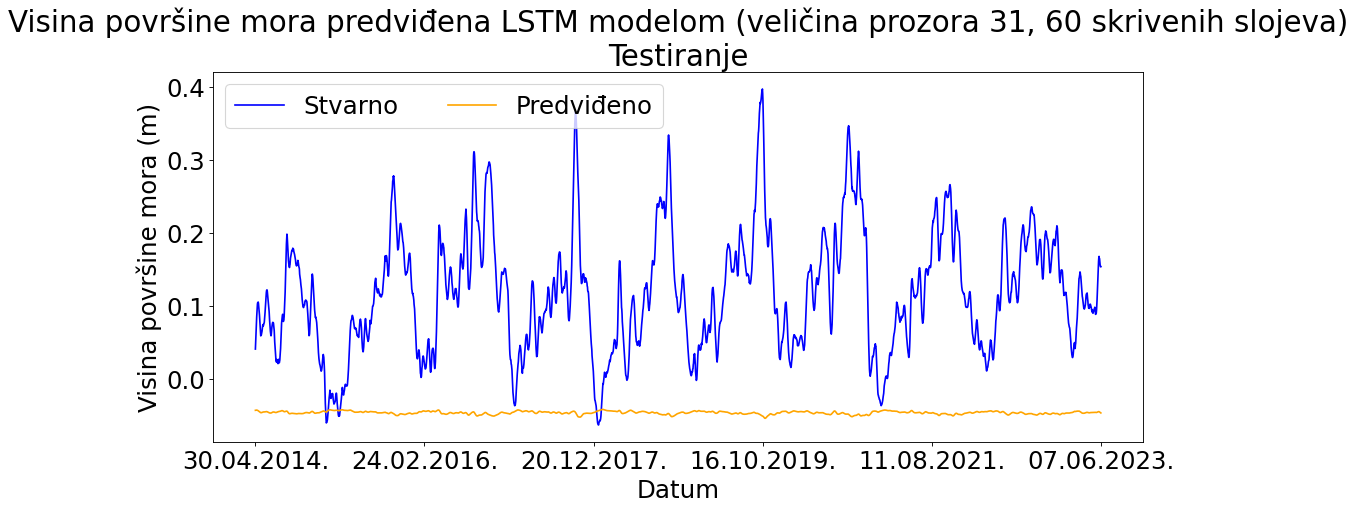 Visina površine mora predviđena LSTM modelom (veličina prozora 31, 60 skrivenih slojeva)
Testiranje
Stvarno Predviđeno
Visina površine mora (m)
0.4
0.3
0.2
0.1
0.0
30.04.2014. 24.02.2016. 20.12.2017. 16.10.2019. 11.08.2021. 07.06.2023.
Datum